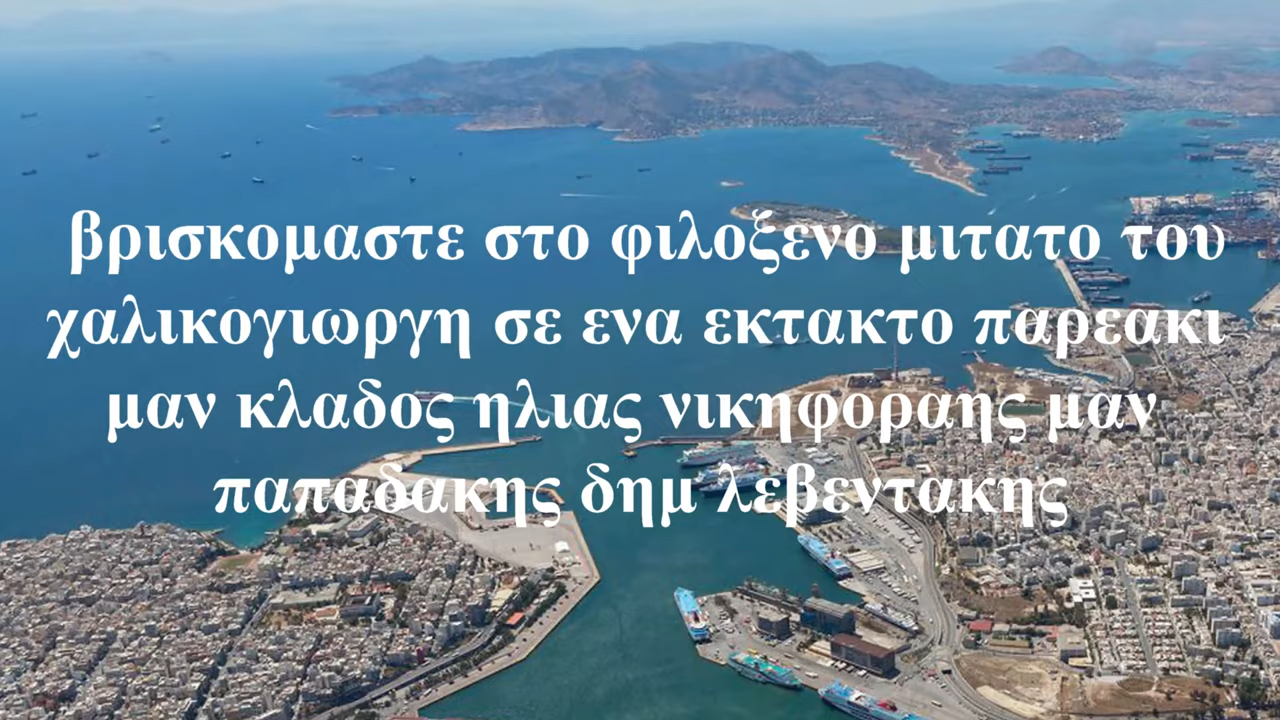 βρισκομαστε στο φιλοξενο μιτατο του
χαλικογιωργη σε ενα εκτακτο παρεακι
μαν κλαδος ηλιας νικηφοραης μαν
παπαδακης δημ λεβεντακης